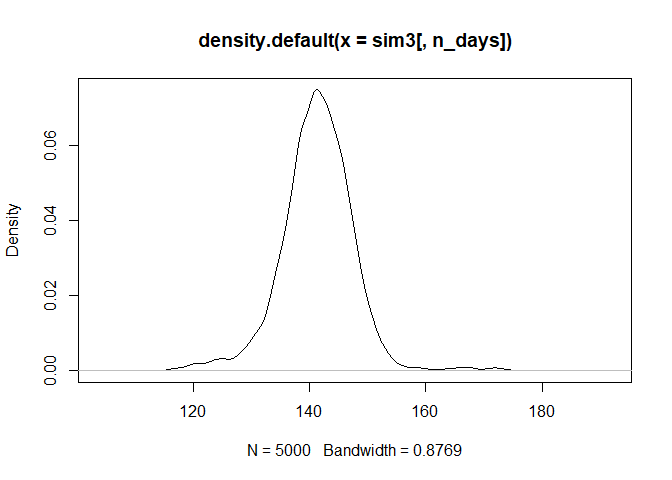 density.default(x = sim3[, n_days])
Density
0.06
0.04
0.02
0.00
120 140 160 180
N = 5000 Bandwidth = 0.8769